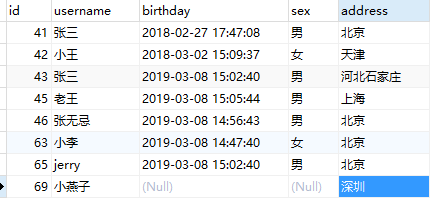 id username birthday sex address
41 张三 2018-02-27 17:47:08 男 北京
42 小王 2018-03-02 15:09:37 女 天津
43 张三 2019-03-08 15:02:40 男 河北石家庄
45 老王 2019-03-08 15:05:44 男 上海
46 张无忌 2019-03-08 14:56:43 男 北京
63 小李 2019-03-08 14:47:40 女 北京
65 jerry 2019-03-08 15:02:40 男 北京
69 小燕子 (Null) (Null) 深圳